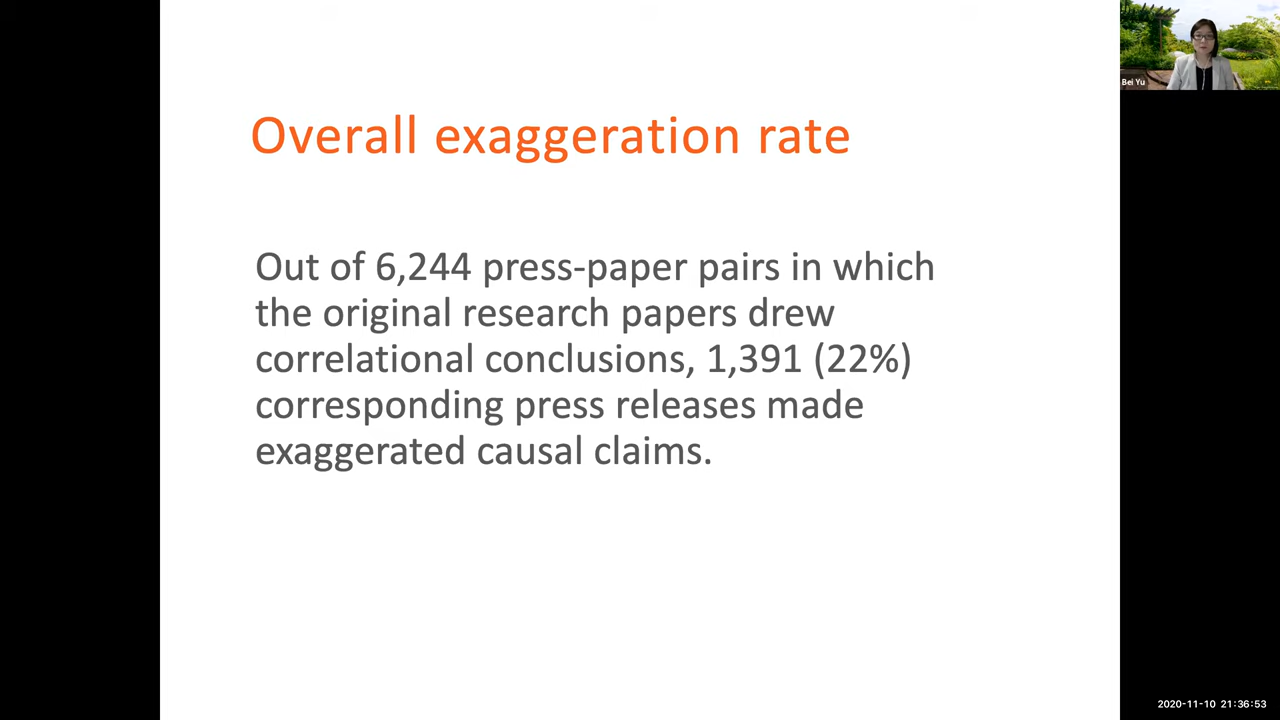 Overall exaggeration rate
Out of 6,244 press-paper pairs in which
the original research papers drew
correlational conclusions, 1,391 (22%)
corresponding press releases made
exaggerated causal claims.
Bei Yu
2020-11-10 21:36:53